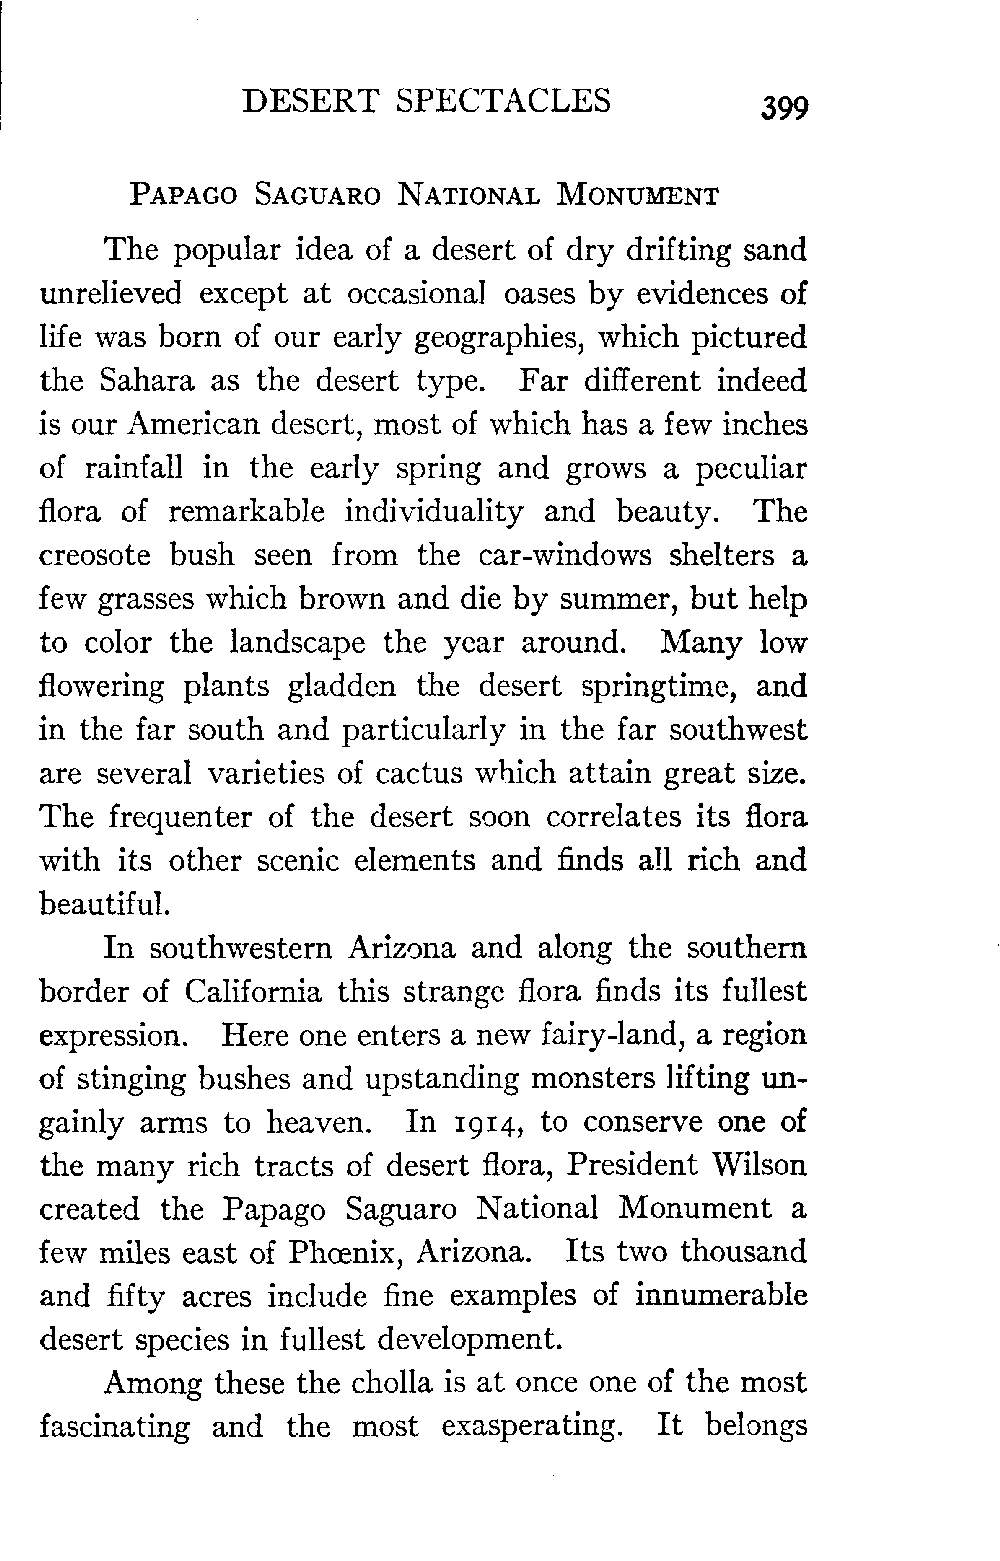 DESERT SPECTACLES 399
PAPAGO SAGUARO NATIONAL MONUMENT
The popular idea of a desert of dry drifting sand
unrelieved except at occasional oases by evidences of
life was born of our early geographies, which pictured
the Sahara as the desert type. Far different indeed
is our American desert, most of which has a few inches
of rainfall in the early spring and grows a peculiar
flora of remarkable individuality and beauty. The
creosote bush seen from the car-windows shelters a
few grasses which brown and die by summer, but help
to color the landscape the year around. Many low
flowering plants gladden the desert springtime, and
in the far south and particularly in the far southwest
are several varieties of cactus which attain great size.
The frequenter of the desert soon correlates its flora
with its other scenic elements and finds all rich and
beautiful.
In southwestern Arizona and along the southern
border of California this strange flora finds its fullest
expression. Here one enters a new fairy-land, a region
of stinging bushes and upstanding monsters lifting un-
gainly arms to heaven. In 1914, to conserve one of
the many rich tracts of desert flora, President Wilson
created the Papago Saguaro National Monument a
few miles east of Phœnix, Arizona. Its two thousand
and fifty acres include fine examples of innumerable
desert species in fullest development.
Among these the cholla is at once one of the most
fascinating and the most exasperating. It belongs